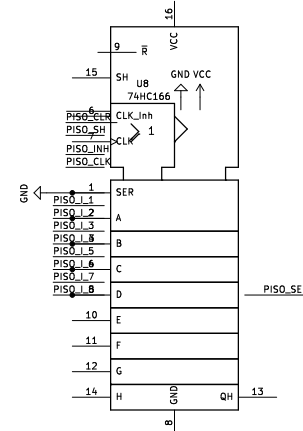 16
VCC
9 R
15 SH
U8
GND VCC
74HC166
6
PISO_CLR CLK_Inh
PISO_SH 1
7 CLK
PISO_INH
PISO_CLK
GND 1 SER
PISO_I_1
PISO_I_2 2 A
PISO_I_3
PISO_I_4 B
PISO_I_5
PISO_I_6 C
PISO_I_7
PISO_I_8 D PISO_SE
10 E
11 F
12 G
14 H GND QH 13
8